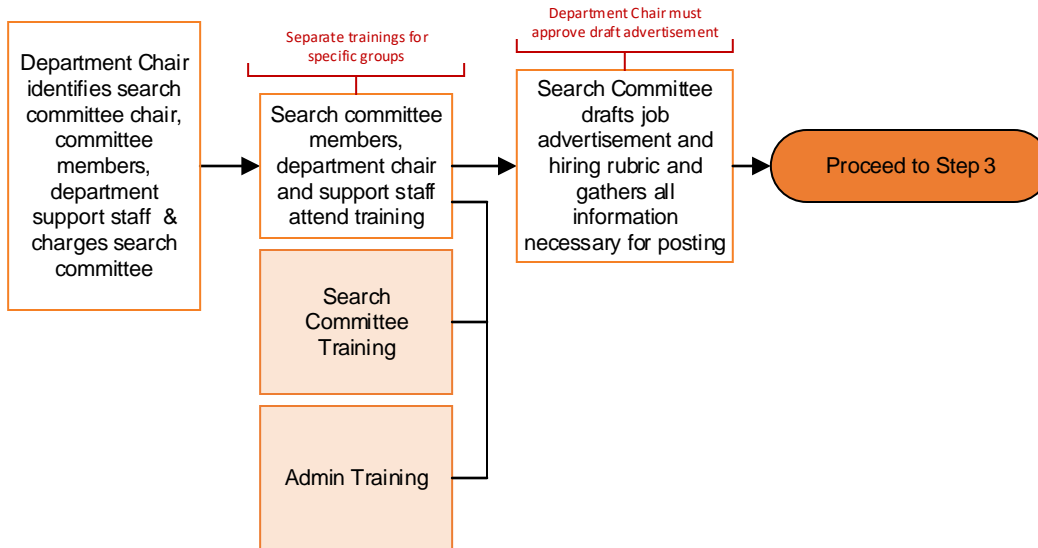 Department Chair
identifies search
committee chair,
committee
members,
department
support staff &
charges search
committee
Separate trainings for
specific groups
Search committee
members,
department chair
and support staff
attend training
Search
Committee
Training
Admin Training
Department Chair must
approve draft advertisement
Search Committee
drafts job
advertisement and
hiring rubric and
gathers all
information
necessary for posting
Proceed to Step 3